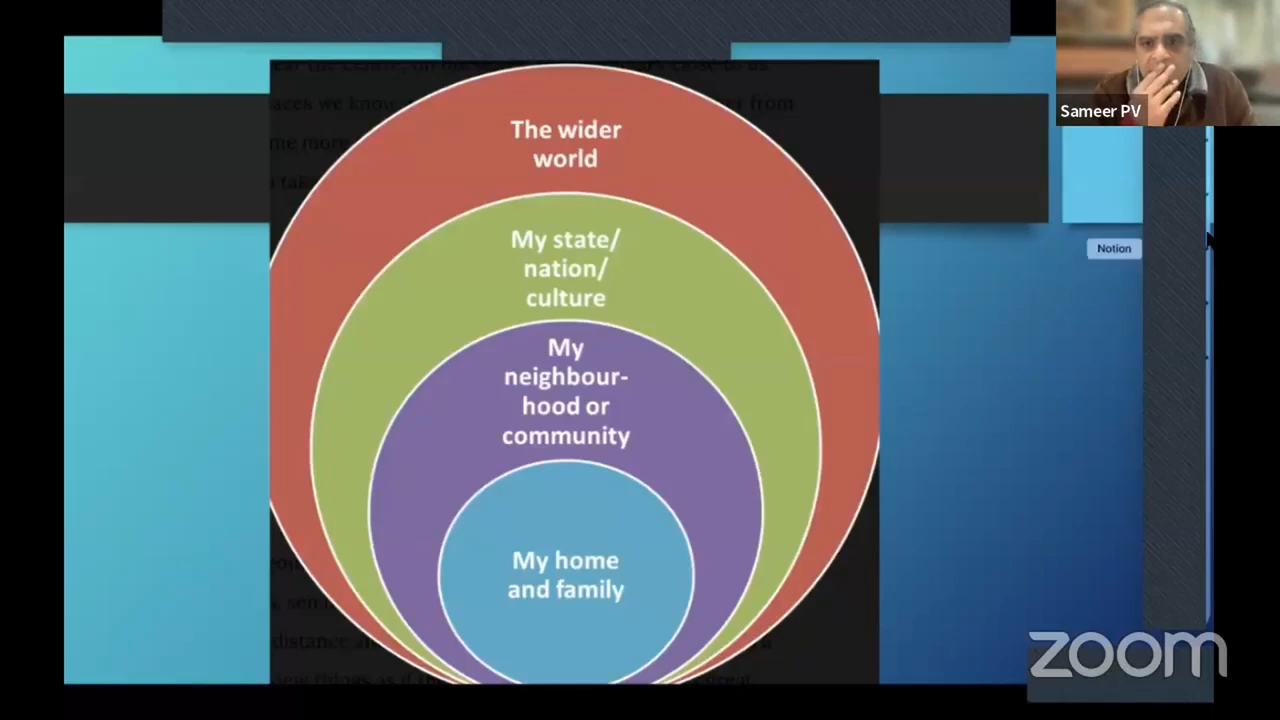 Sameer PV
The wider
world
My state/
nation/
culture
Notion
My
neighbour-
hood or
community
My home
and family
distance
zoom